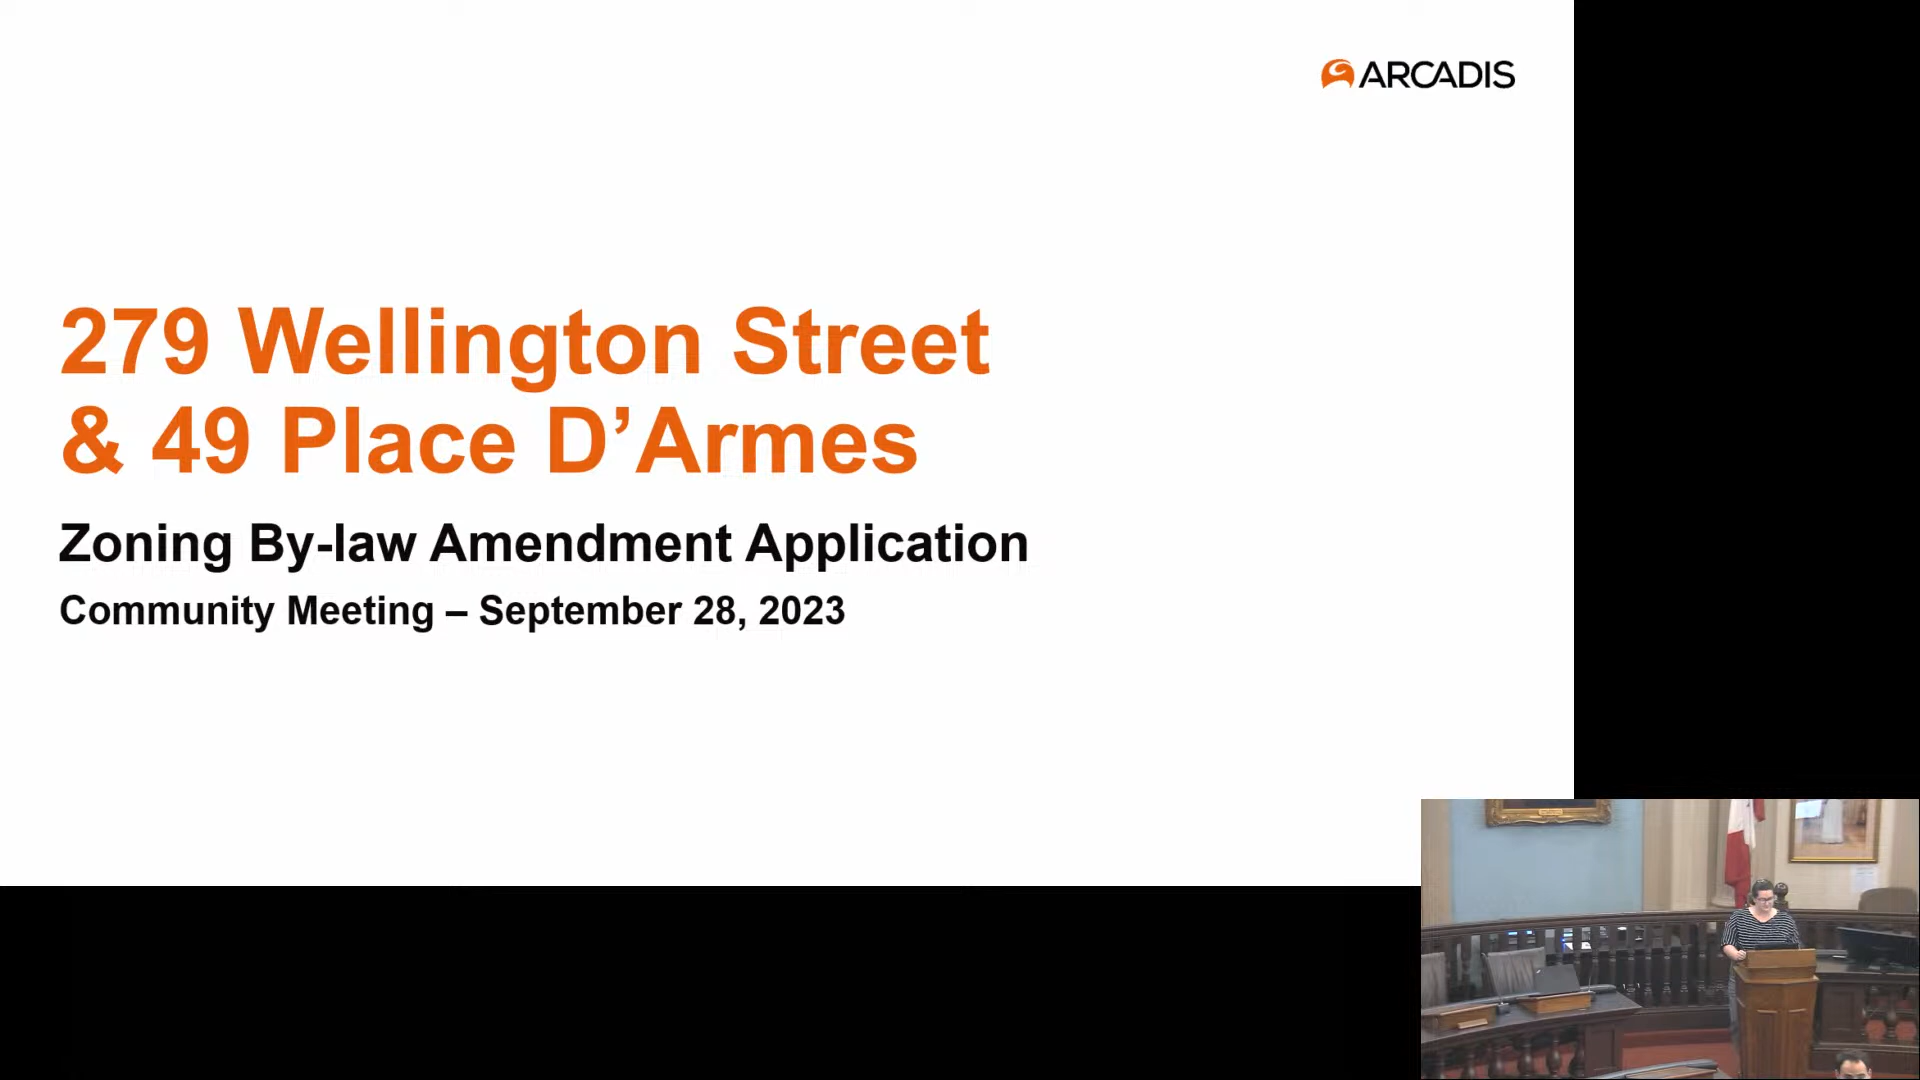 ARCADIS
279 Wellington Street
& 49 Place D’Armes
Zoning By-law Amendment Application
Community Meeting – September 28, 2023